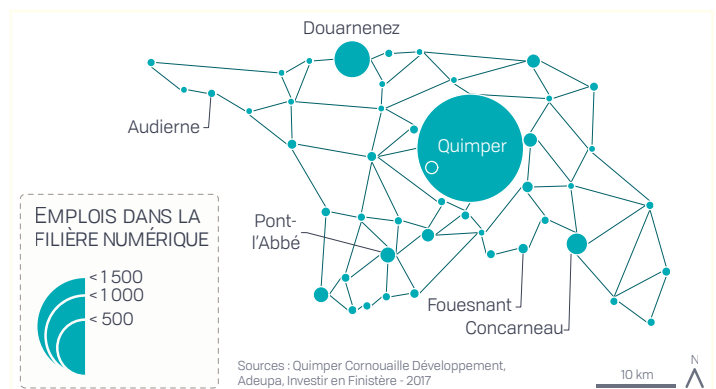 Douarnenez
Audierne
Quimper
EMPLOIS DANS LA
FILIÈRE NUMÉRIQUE
< 1 500
< 1 000
< 500
Pont-
l'Abbé
Fouesnant
Concarneau
Sources : Quimper Cornouaille Développement,
Adeupa, Investir en Finistère - 2017
10 km
N